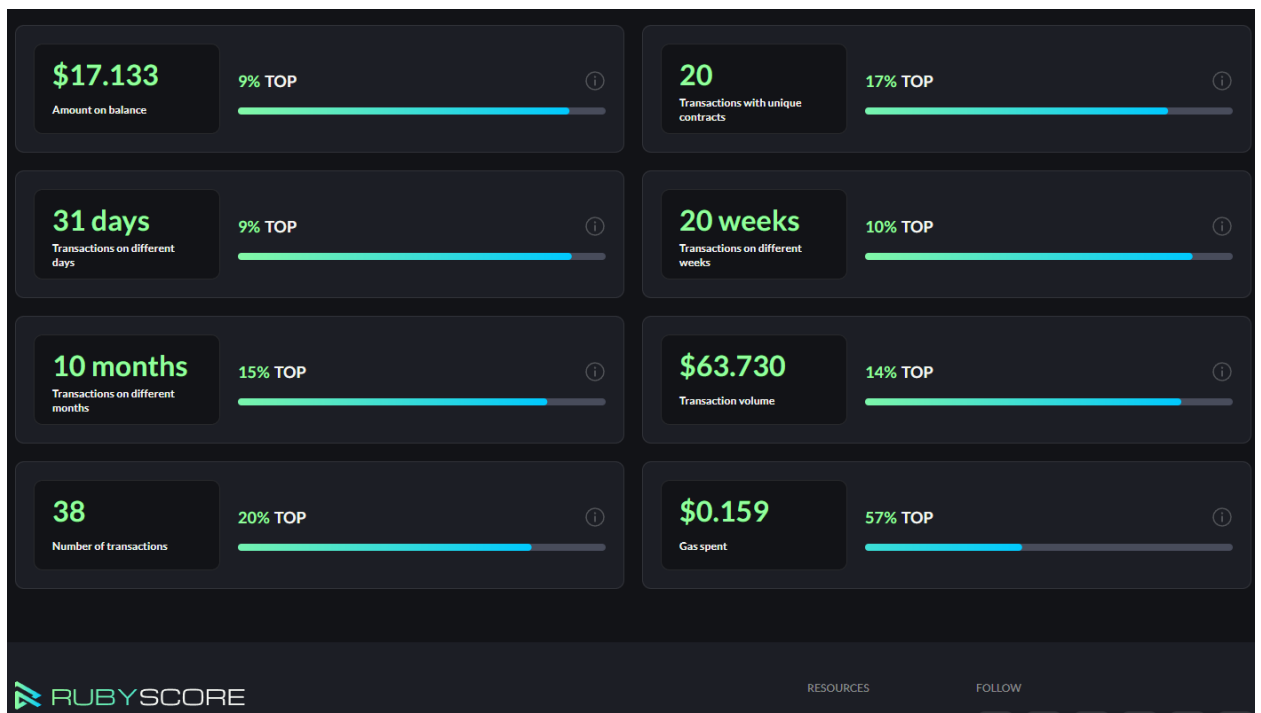 $17.133
Amount on balance
9% TOP
20
Transactions with unique
contracts
17% TOP
31 days
Transactions on different
days
9% TOP
20 weeks
Transactions on different
weeks
10% TOP
10 months
Transactions on different
months
15% TOP
$63.730
Transaction volume
14% TOP
38
Number of transactions
20% TOP
$0.159
Gas spent
57% TOP
RUBYSCORE
RESOURCES
FOLLOW